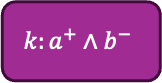 k: a⁺ ∧ b⁻